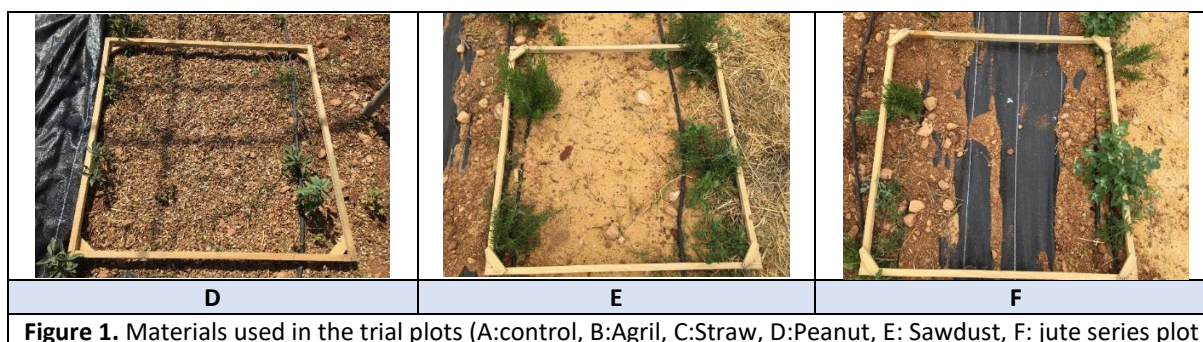 D E F
Figure 1. Materials used in the trial plots (A:control, B:Agril, C:Straw, D:Peanut, E: Sawdust, F: jute series plot